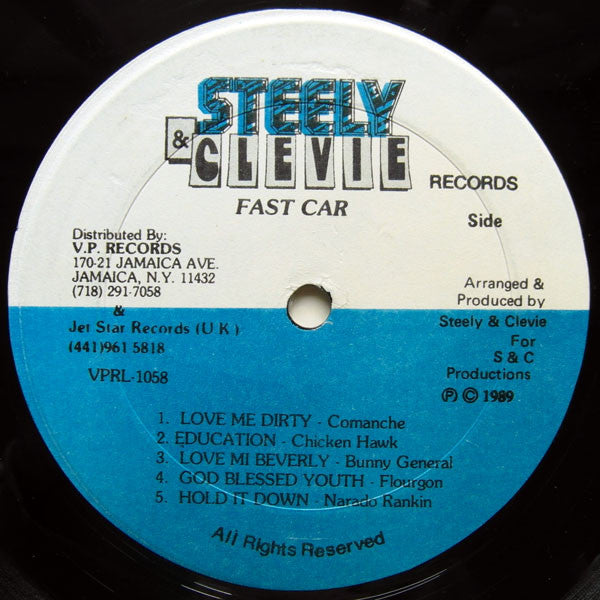 STEELY
& CLEVIE
RECORDS
FAST CAR
Side
Distributed By:
V.P. RECORDS
170-21 JAMAICA AVE.
JAMAICA, N.Y. 11432
(718) 291-7058
&
Jet Star Records (U K)
(441)961 5818
VPRL-1058
Arranged &
Produced by
Steely & Clevie
For
S & C
Productions
(P) © 1989
1. LOVE ME DIRTY - Comanche
2. EDUCATION - Chicken Hawk
3. LOVE MI BEVERLY - Bunny General
4. GOD BLESSED YOUTH - Flourgon
5. HOLD IT DOWN - Narado Rankin
All Rights Reserved